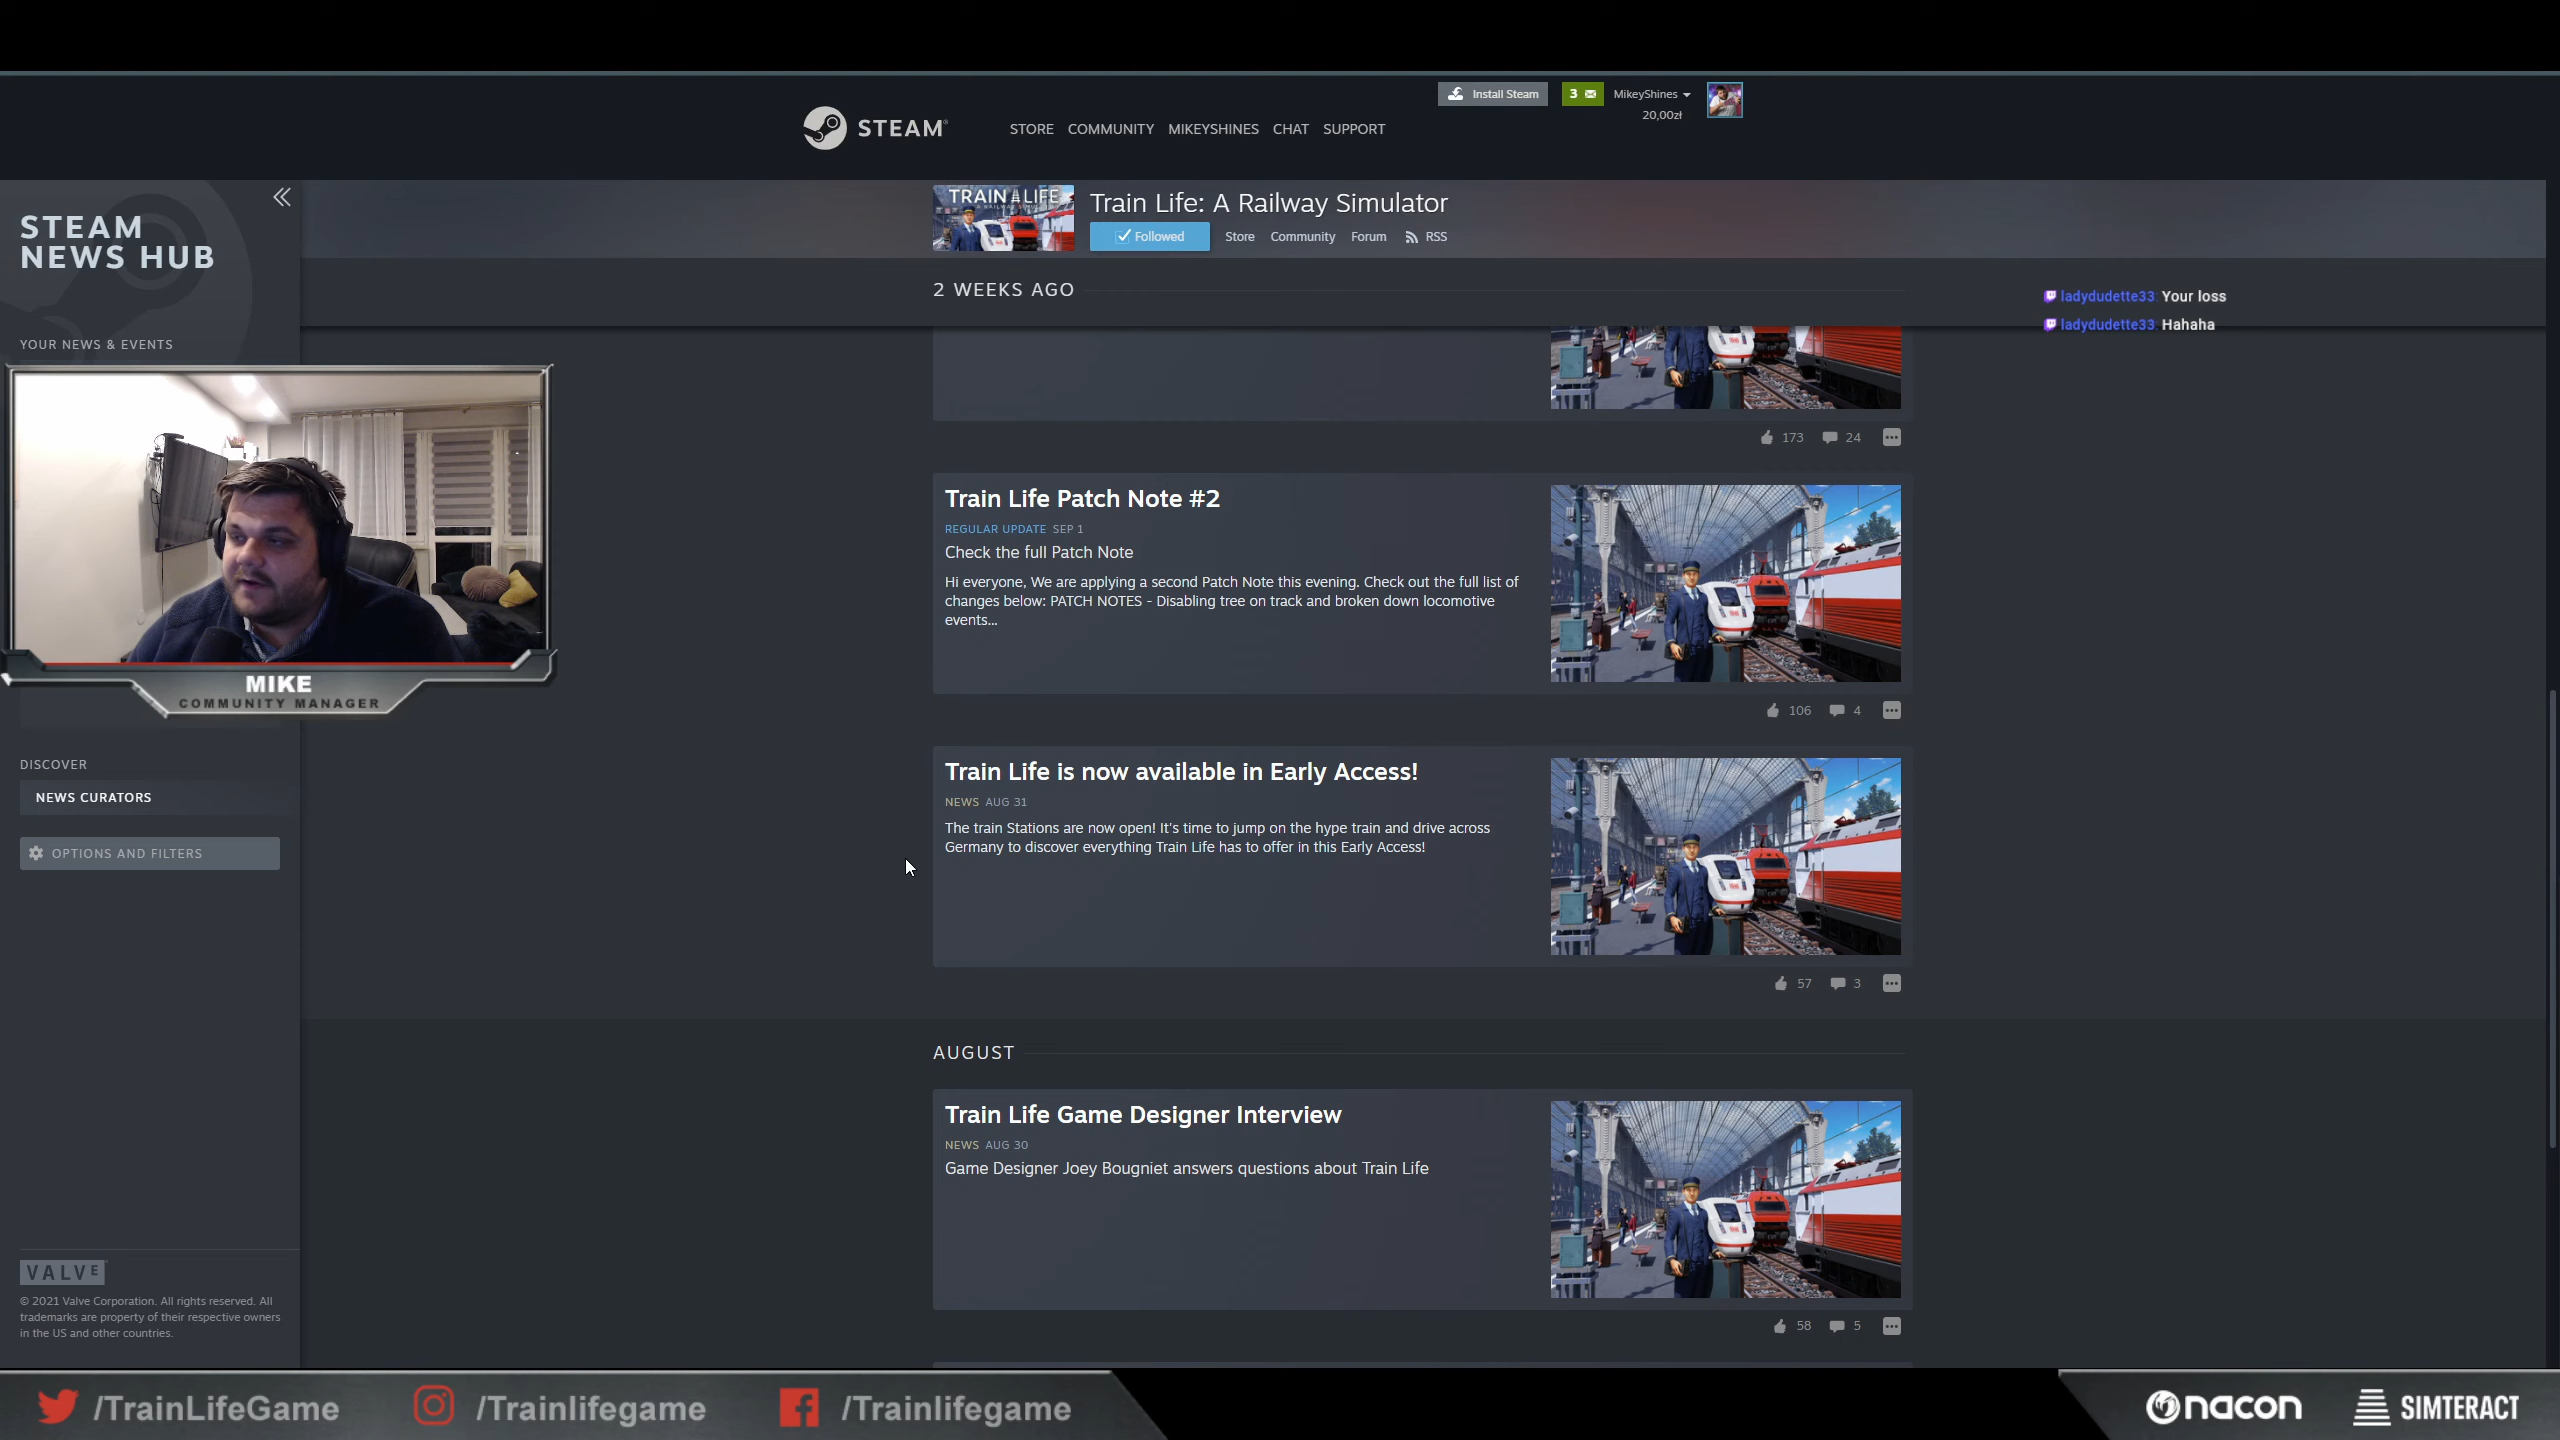 Install Steam
3
MikeyShines
20,00zł
STEAM
STORE COMMUNITY MIKEYSHINES CHAT SUPPORT
STEAM
NEWS HUB
YOUR NEWS & EVENTS
TRAIN LIFE
Train Life: A Railway Simulator
Followed
Store Community Forum RSS
2 WEEKS AGO
ladydudette33: Your loss
ladydudette33: Hahaha
173 24
Train Life Patch Note #2
REGULAR UPDATE SEP 1
Check the full Patch Note
Hi everyone, We are applying a second Patch Note this evening. Check out the full list of
changes below: PATCH NOTES - Disabling tree on track and broken down locomotive
events...
106 4
MIKE
COMMUNITY MANAGER
DISCOVER
NEWS CURATORS
OPTIONS AND FILTERS
Train Life is now available in Early Access!
NEWS AUG 31
The train Stations are now open! It's time to jump on the hype train and drive across
Germany to discover everything Train Life has to offer in this Early Access!
57 3
AUGUST
Train Life Game Designer Interview
NEWS AUG 30
Game Designer Joey Bougniet answers questions about Train Life
58 5
VALVE
© 2021 Valve Corporation. All rights reserved. All
trademarks are property of their respective owners
in the US and other countries.
/TrainLifeGame
/Trainlifegame
/Trainlifegame
nacon
SIMTERACT